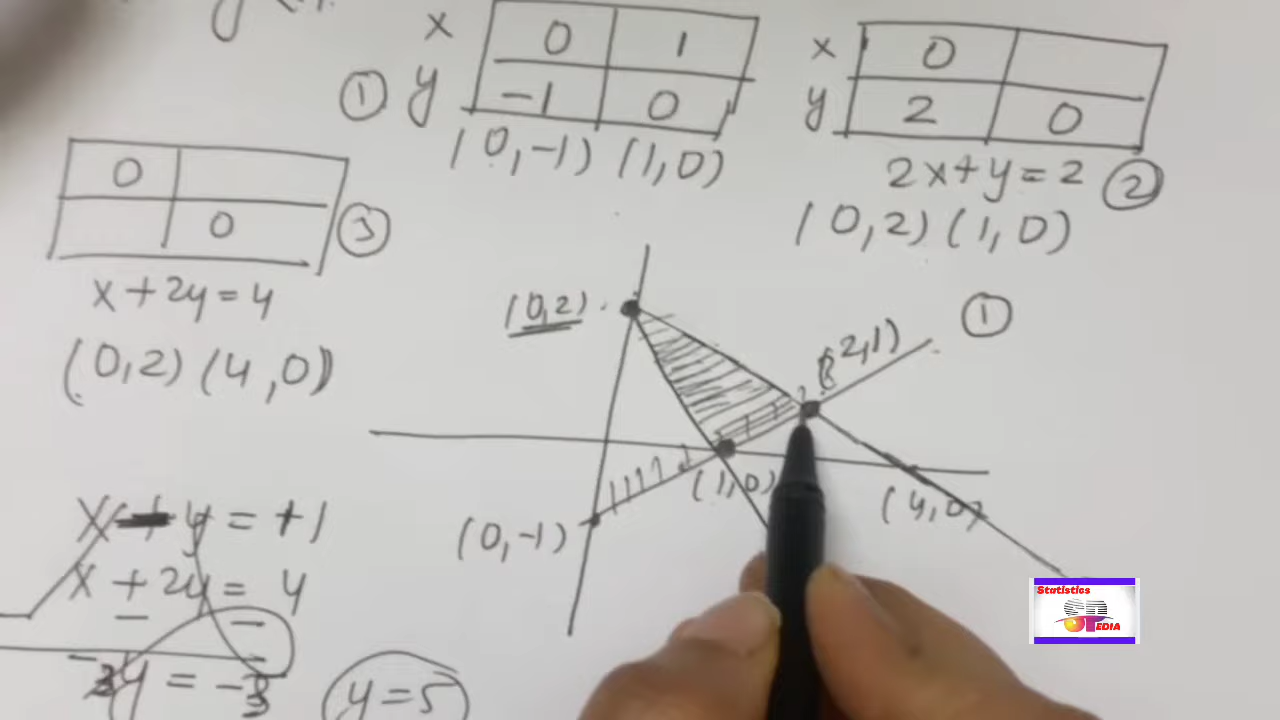 x 0 1
① y -1 0
(0,-1) (1,0)
x 0
y 2 0
2x+y=2 ②
(0,2) (1,0)
0
0 ③
x+2y=4
(0,2) (4,0)
(0,2)
(2,1)
①
(1,0)
(4,0)
(0,-1)
x - y = +1
x + 2y = 4
- -
-3y = -3
y=5
Statistics
PEDIA